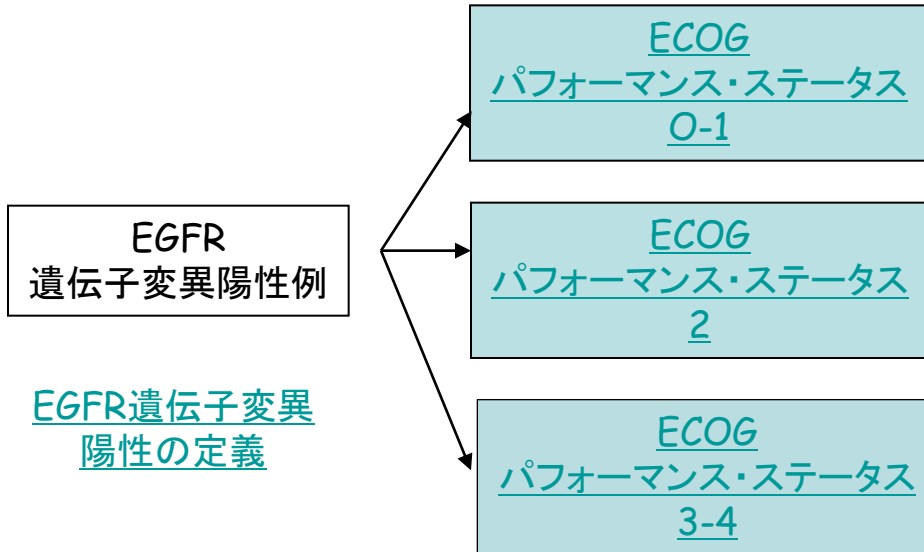 ECOG
パフォーマンス・ステータス
0-1
EGFR
遺伝子変異陽性例
ECOG
パフォーマンス・ステータス
2
EGFR遺伝子変異
陽性の定義
ECOG
パフォーマンス・ステータス
3-4